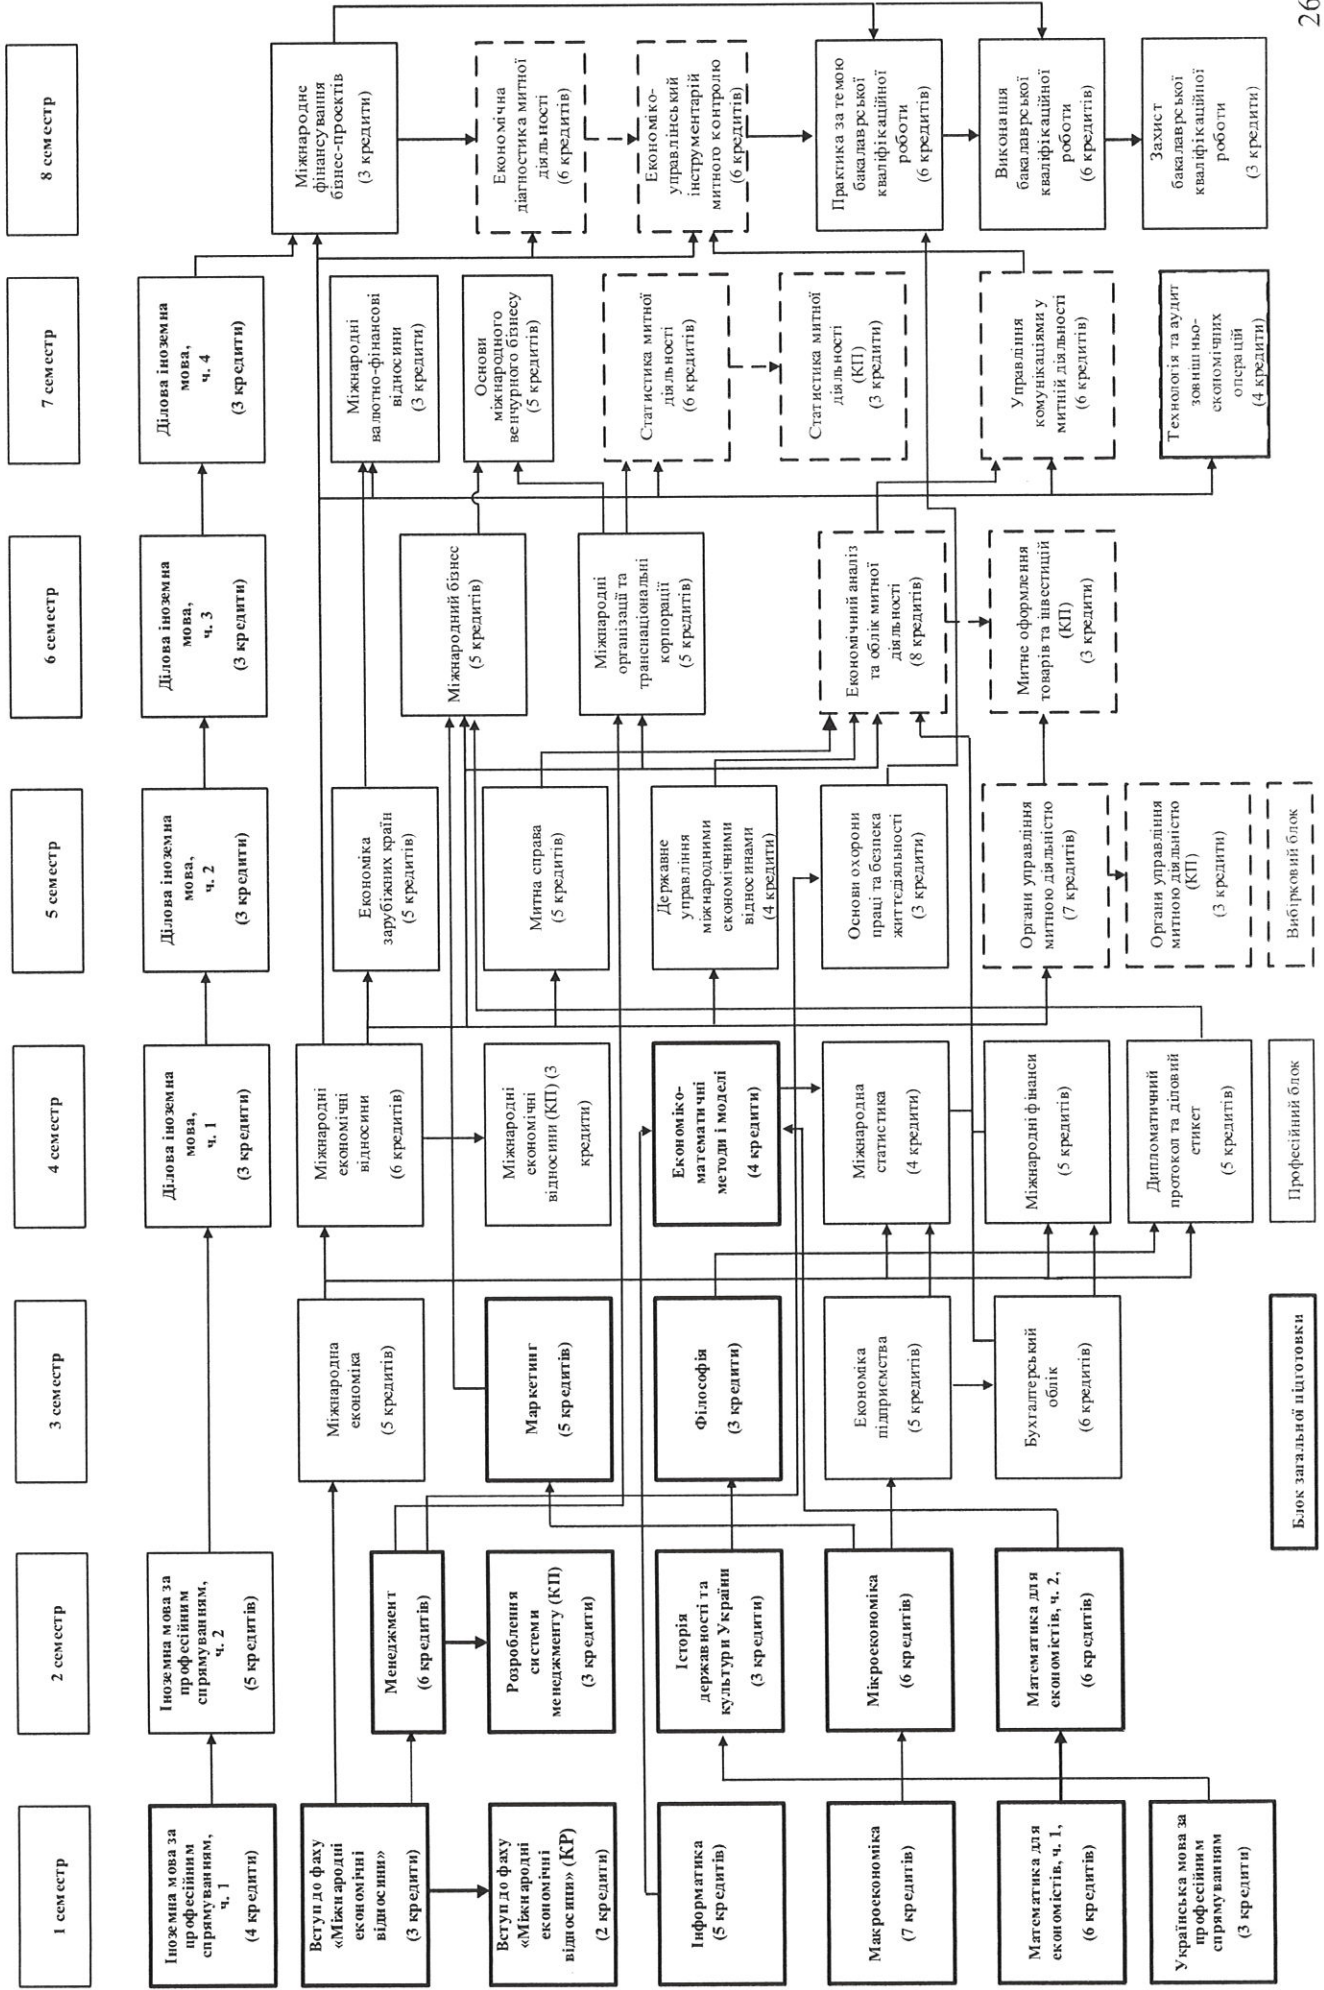 1 семестр
2 семестр
3 семестр
4 семестр
5 семестр
6 семестр
7 семестр
8 семестр
Іноземна мова за
професійним
спрямуванням,
ч. 1
(4 кредити)
Іноземна мова за
професійним
спрямуванням,
ч. 2
(5 кредитів)
Ділова іноземна
мова,
ч. 1
(3 кредити)
Ділова іноземна
мова,
ч. 2
(3 кредити)
Ділова іноземна
мова,
ч. 3
(3 кредити)
Ділова іноземна
мова,
ч. 4
(3 кредити)
Вступ до фаху
«Міжнародні
економічні
відносини»
(3 кредити)
Вступ до фаху
«Міжнародні
економічні
відносини» (КР)
(2 кредити)
Інформатика
(5 кредитів)
Макроекономіка
(7 кредитів)
Математика для
економістів, ч. 1,
(6 кредитів)
Українська мова за
професійним
спрямуванням
(3 кредити)
Менеджмент
(6 кредитів)
Розроблення
системи
менеджменту (КП)
(3 кредити)
Історія
державності та
культури України
(3 кредити)
Мікроекономіка
(6 кредитів)
Математика для
економістів, ч. 2,
(6 кредитів)
Міжнародна
економіка
(5 кредитів)
Маркетинг
(5 кредитів)
Філософія
(3 кредити)
Економіка
підприємства
(5 кредитів)
Бухгалтерський
облік
(6 кредитів)
Міжнародні
економічні
відносини
(6 кредитів)
Міжнародні
економічні
відносини (КП) (3
кредити)
Економіко-
математичні
методи і моделі
(4 кредити)
Міжнародна
статистика
(4 кредити)
Міжнародні фінанси
(5 кредитів)
Дипломатичний
протокол та діловий
етикет
(5 кредитів)
Економіка
зарубіжних країн
(5 кредитів)
Митна справа
(5 кредитів)
Державне
управління
міжнародними
економічними
відносинами
(4 кредити)
Основи охорони
праці та безпека
життєдіяльності
(3 кредити)
Органи управління
митною діяльністю
(7 кредитів)
Органи управління
митною діяльністю
(КП)
(3 кредити)
Міжнародний бізнес
(5 кредитів)
Міжнародні
організації та
транснаціональні
корпорації
(5 кредитів)
Економічний аналіз
та облік митної
діяльності
(8 кредитів)
Митне оформлення
товарів та інвестицій
(КП)
(3 кредити)
Міжнародні
валютно-фінансові
відносини
(3 кредити)
Основи
міжнародного
венчурного бізнесу
(5 кредитів)
Статистика митної
діяльності
(6 кредитів)
Статистика митної
діяльності
(КП)
(3 кредити)
Управління
комунікаціями у
митній діяльності
(6 кредитів)
Технологія та аудит
зовнішньо-
економічних
операцій
(4 кредити)
Міжнародне
фінансування
бізнес-проектів
(3 кредити)
Економічна
діагностика митної
діяльності
(6 кредитів)
Економіко-
управлінський
інструментарій
митного контролю
(6 кредитів)
Практика за темою
бакалаврської
кваліфікаційної
роботи
(6 кредитів)
Виконання
бакалаврської
кваліфікаційної
роботи
(6 кредитів)
Захист
бакалаврської
кваліфікаційної
роботи
(3 кредити)
Блок загальної підготовки
Професійний блок
Вибірковий блок
26